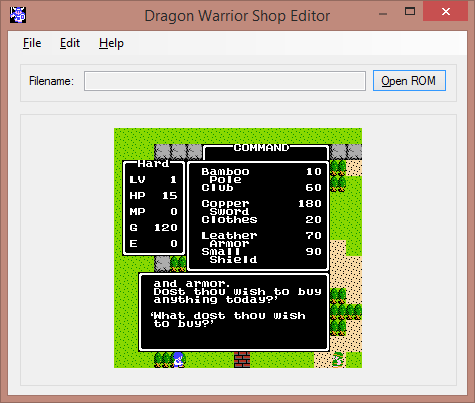 Dragon Warrior Shop Editor
File Edit Help
Filename: Open ROM
COMMAND
Hard
LV 1
HP 15
MP 0
G 120
E 0
Bamboo 10
Pole
Club 60
Copper 180
Sword
Clothes 20
Leather 70
Armor
Small 90
Shield
and armor.
Dost thou wish to buy
anything today?’
‘What dost thou wish
to buy?’